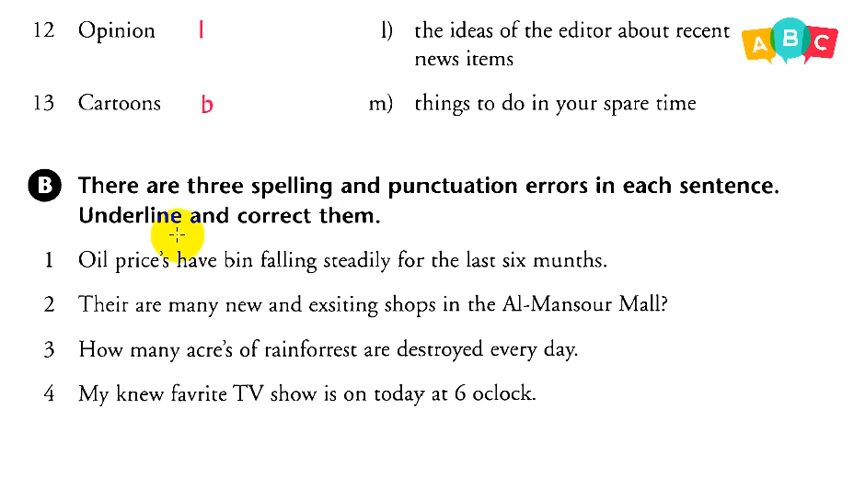 12 Opinion l l) the ideas of the editor about recent
news items
A B C
13 Cartoons b m) things to do in your spare time
B There are three spelling and punctuation errors in each sentence.
Underline and correct them.
1 Oil price's have bin falling steadily for the last six munths.
2 Their are many new and exsiting shops in the Al-Mansour Mall?
3 How many acre's of rainforrest are destroyed every day.
4 My knew favrite TV show is on today at 6 oclock.